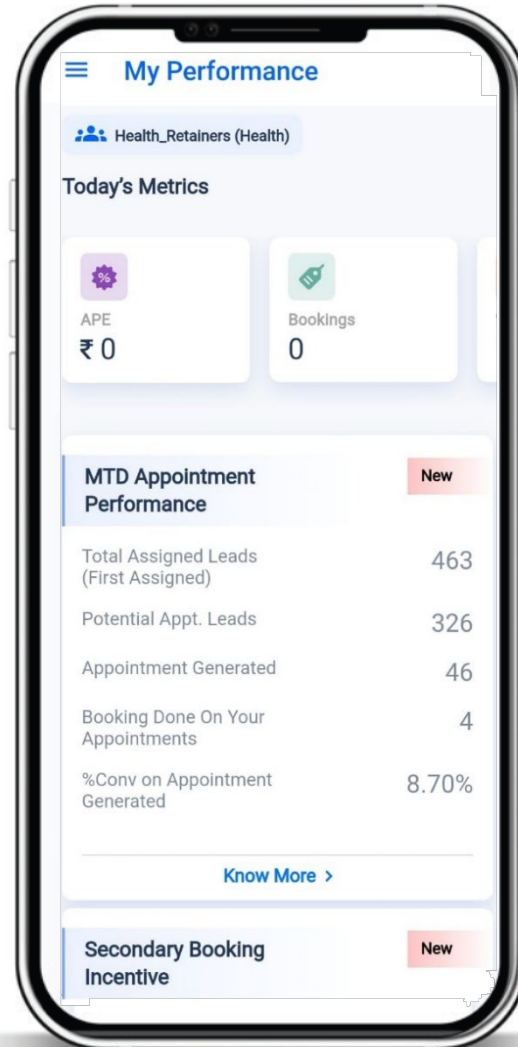 My Performance
Health_Retainers (Health)
Today's Metrics
%
APE
₹ 0
Bookings
0
MTD Appointment
Performance
New
Total Assigned Leads
(First Assigned)
463
Potential Appt. Leads
326
Appointment Generated
46
Booking Done On Your
Appointments
4
%Conv on Appointment
Generated
8.70%
Know More >
Secondary Booking
Incentive
New